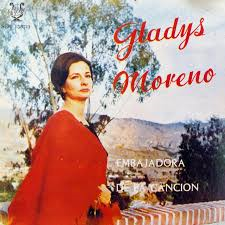 Gladys
Moreno
EMBAJADORA
DE LA CANCION